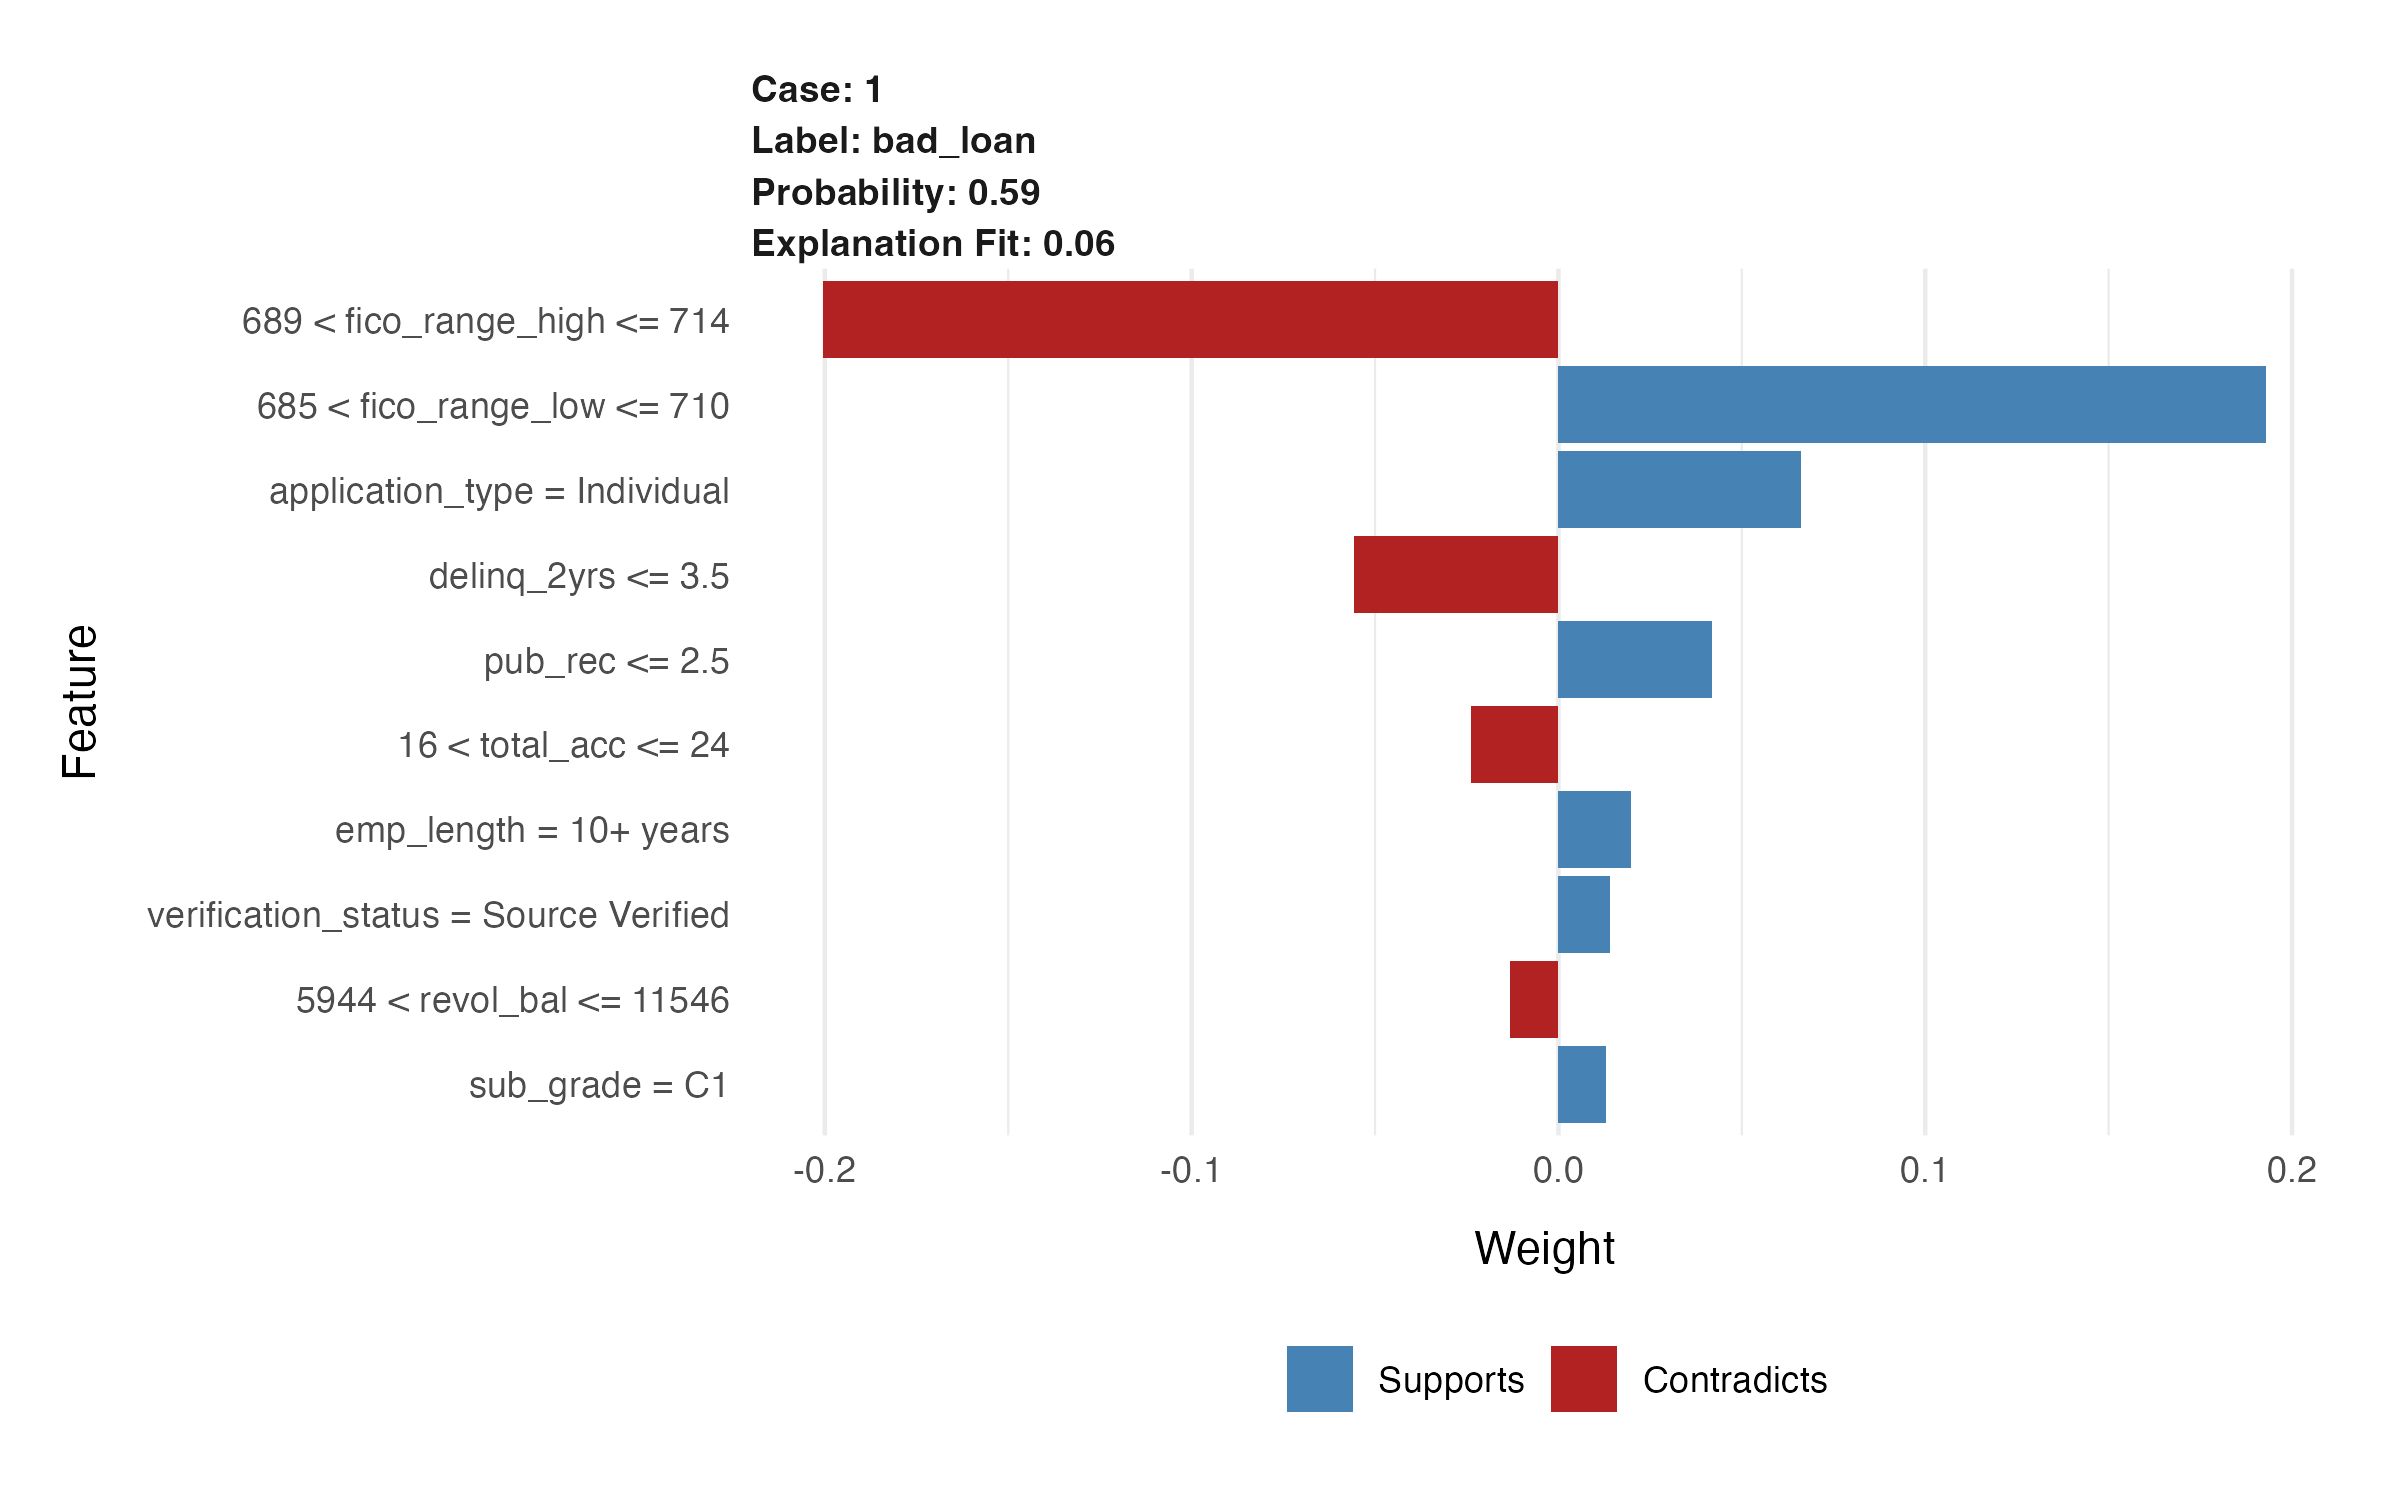 Case: 1
Label: bad_loan
Probability: 0.59
Explanation Fit: 0.06
689 < fico_range_high <= 714
685 < fico_range_low <= 710
application_type = Individual
delinq_2yrs <= 3.5
pub_rec <= 2.5
16 < total_acc <= 24
emp_length = 10+ years
verification_status = Source Verified
5944 < revol_bal <= 11546
sub_grade = C1
Feature
-0.2 -0.1 0.0 0.1 0.2
Weight
Supports Contradicts